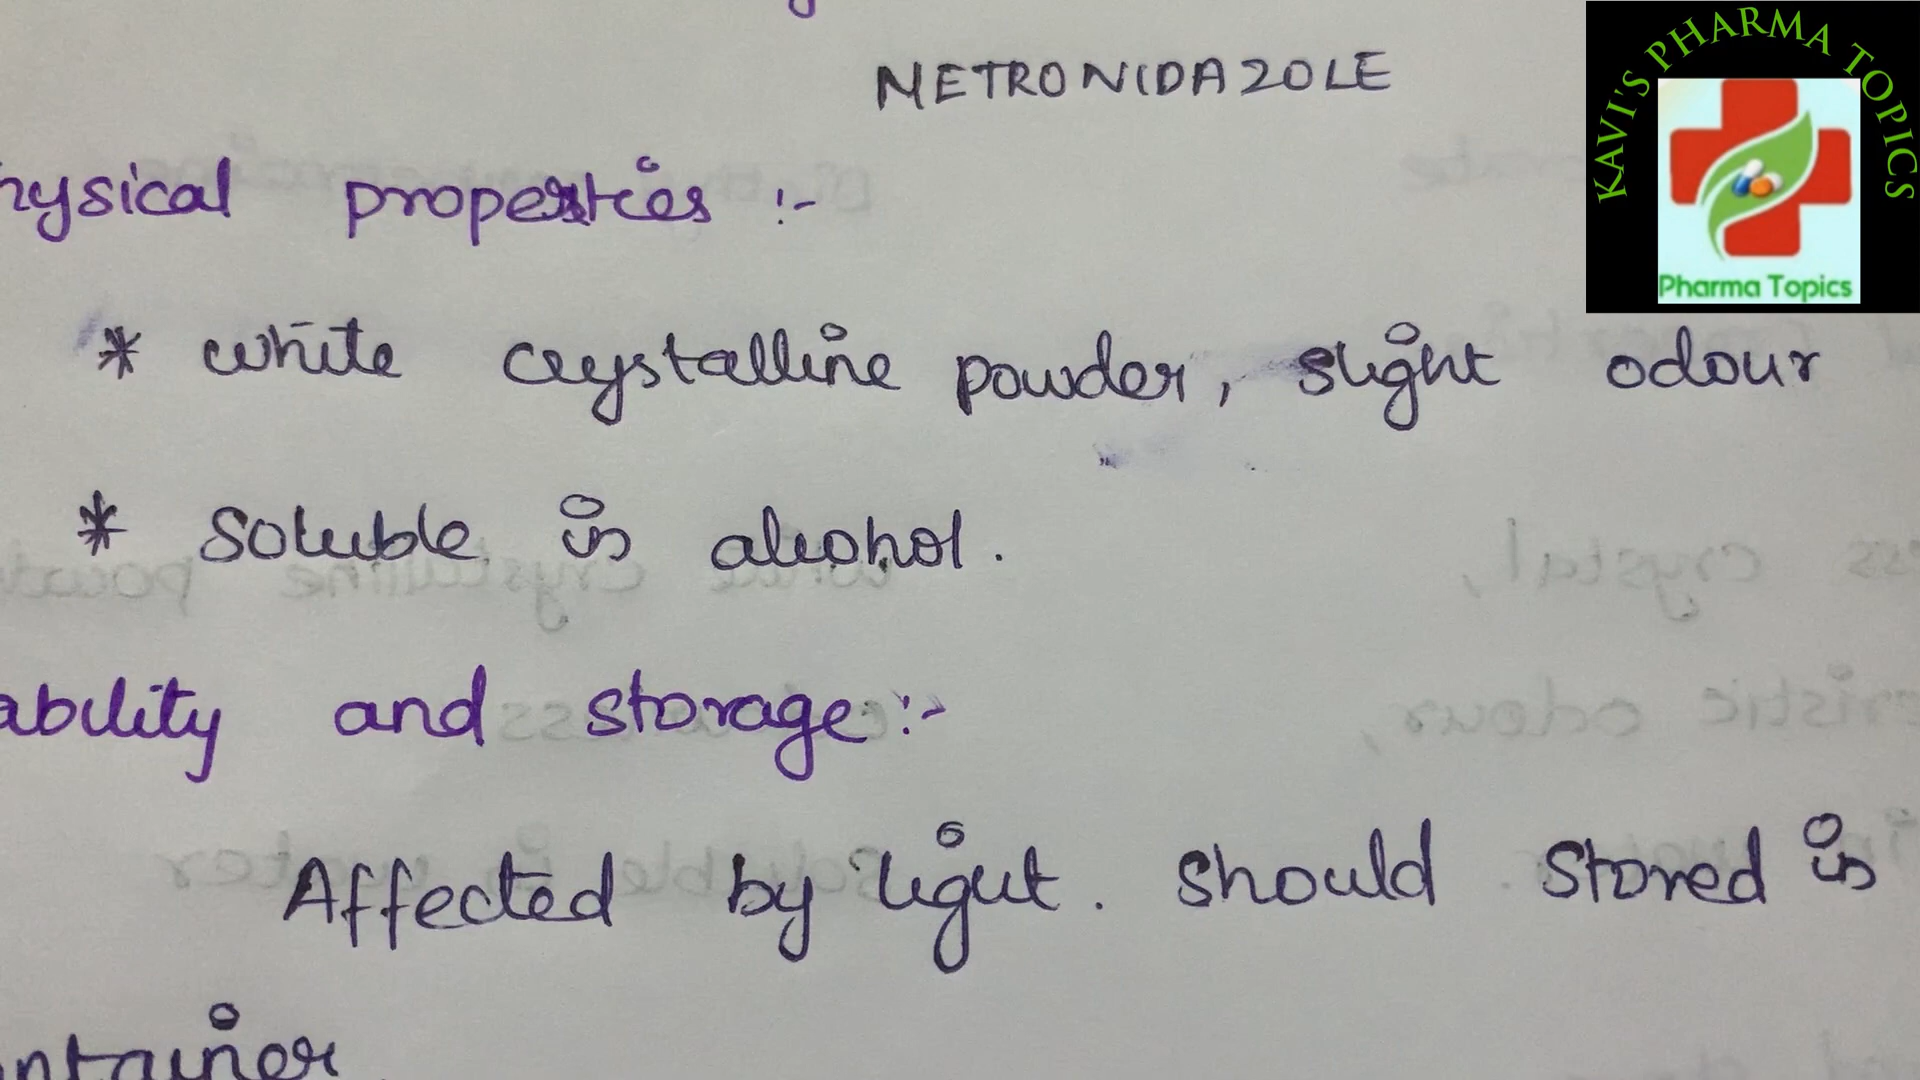 METRONIDAZOLE
KAVI'S PHARMA TOPICS
Pharma Topics
hysical properties :-
* White crystalline powder, slight odour
* Soluble in alcohol.
ability and storage :-
Affected by light. Should stored in
ntainer